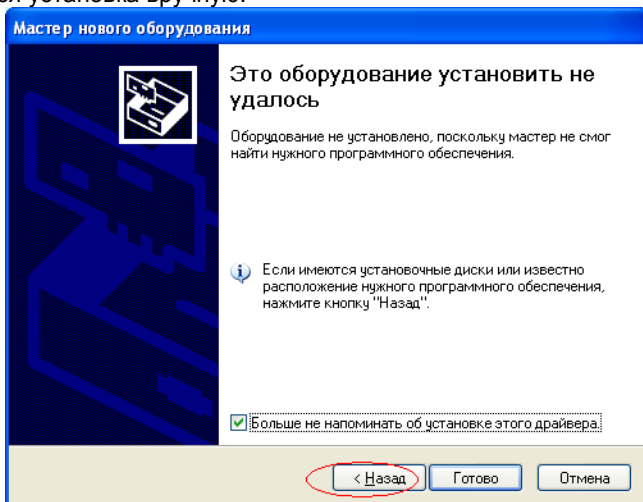 установка вручную.
Мастер нового оборудования
Это оборудование установить не
удалось
Оборудование не установлено, поскольку мастер не смог
найти нужного программного обеспечения.
Если имеются установочные диски или известно
расположение нужного программного обеспечения,
нажмите кнопку "Назад".
Больше не напоминать об установке этого драйвера.
< Назад Готово Отмена